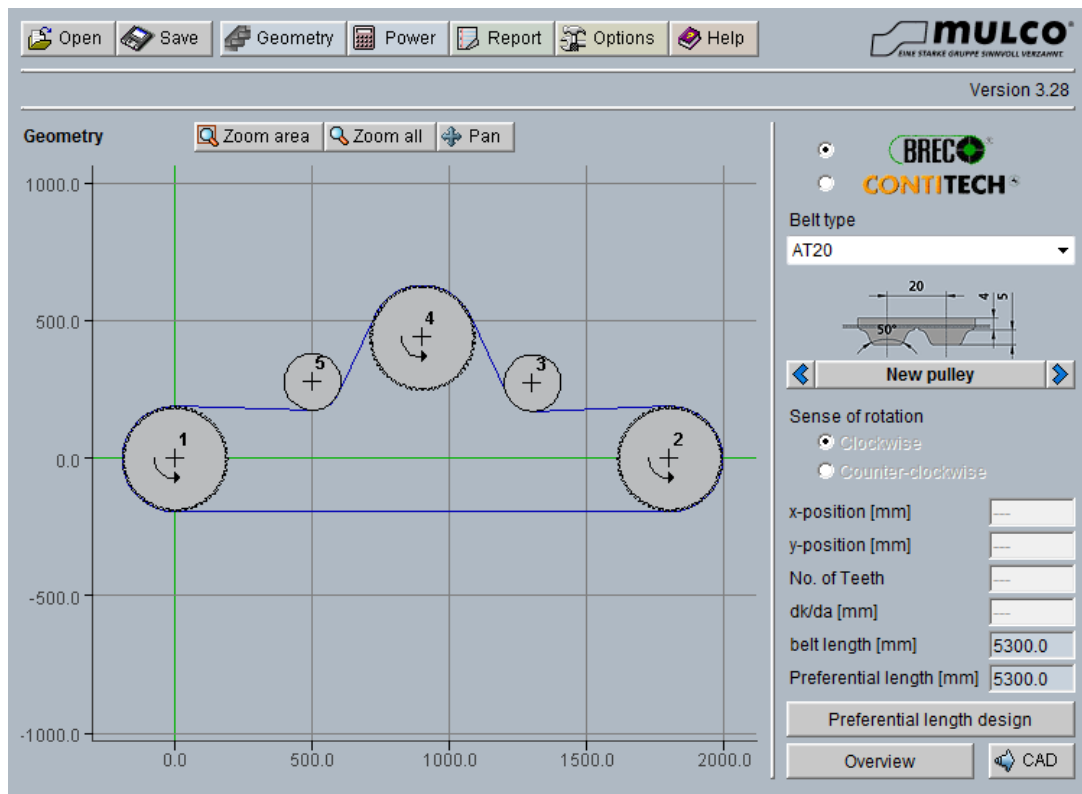 Open Save Geometry Power Report Options Help
MULCO
EINE STARKE GRUPPE SINNVOLL VERZAHNT.
Version 3.28
Geometry Zoom area Zoom all Pan
BRECO®
CONTITECH
Belt type
AT20
20 4 5
50°
New pulley
Sense of rotation
Clockwise
Counter-clockwise
x-position [mm] ---
y-position [mm] ---
No. of Teeth ---
dk/da [mm] ---
belt length [mm] 5300.0
Preferential length [mm] 5300.0
Preferential length design
Overview CAD
1000.0
500.0
0.0
-500.0
-1000.0
4
5 3
1 2
0.0 500.0 1000.0 1500.0 2000.0